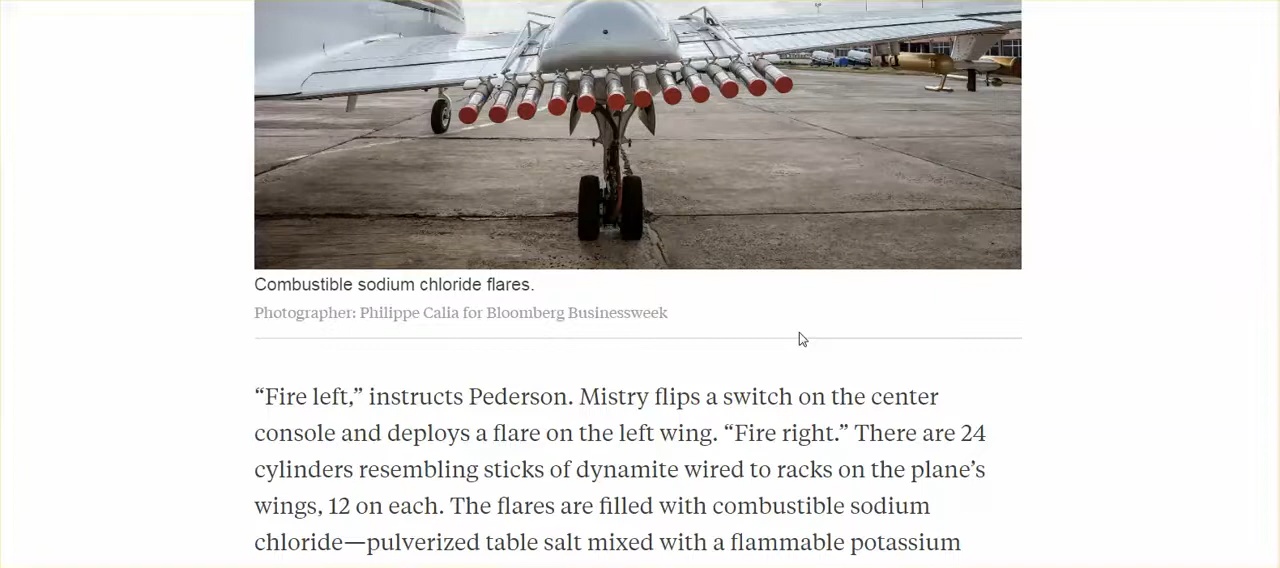 Combustible sodium chloride flares.
Photographer: Philippe Calia for Bloomberg Businessweek
“Fire left,” instructs Pederson. Mistry flips a switch on the center
console and deploys a flare on the left wing. “Fire right.” There are 24
cylinders resembling sticks of dynamite wired to racks on the plane’s
wings, 12 on each. The flares are filled with combustible sodium
chloride—pulverized table salt mixed with a flammable potassium